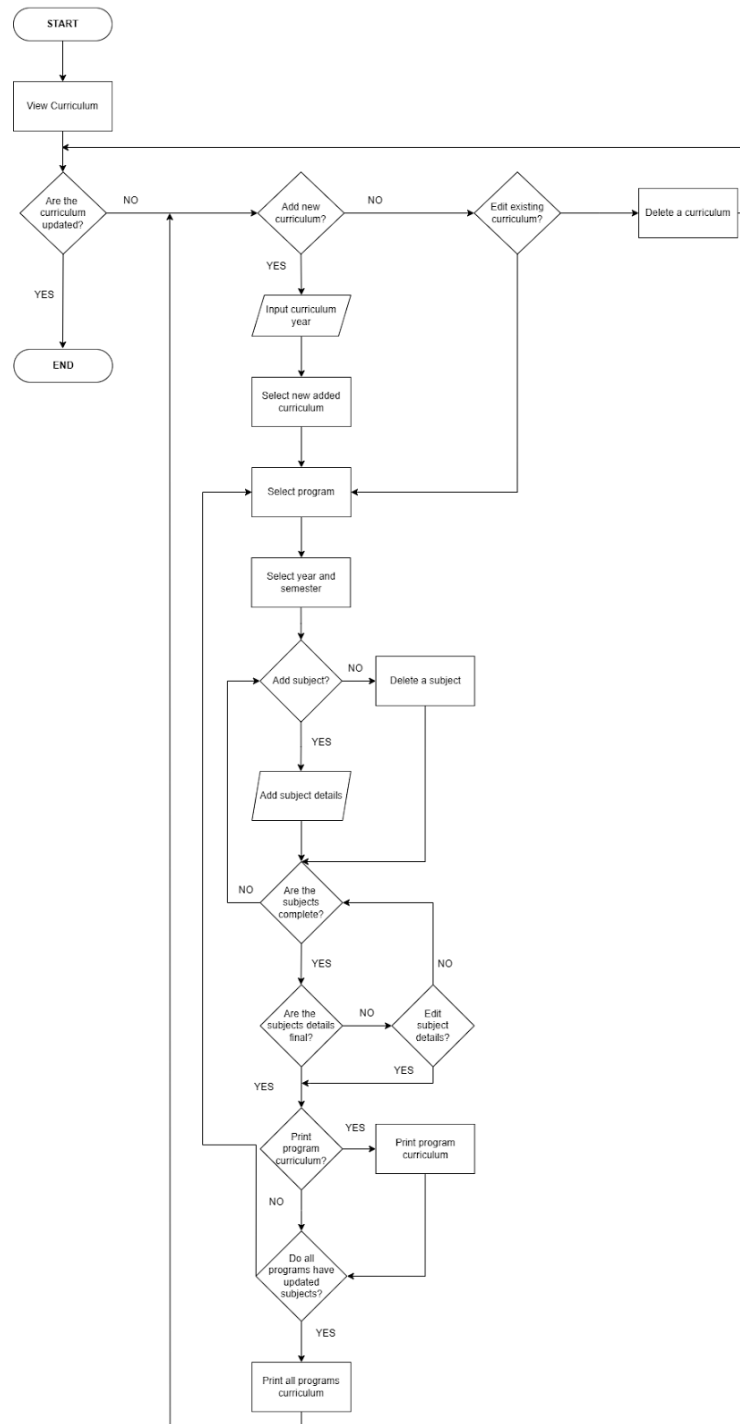 START
View Curriculum
Are the
curriculum
updated?
NO
Add new
curriculum?
NO
Edit existing
curriculum?
Delete a curriculum
YES
YES
Input curriculum
year
END
Select new added
curriculum
Select program
Select year and
semester
Add subject?
NO
Delete a subject
YES
Add subject details
NO
Are the
subjects
complete?
YES
NO
Are the
subjects details
final?
NO
Edit
subject
details?
YES
YES
Print
program
curriculum?
YES
Print program
curriculum
NO
Do all
programs have
updated
subjects?
YES
Print all programs
curriculum